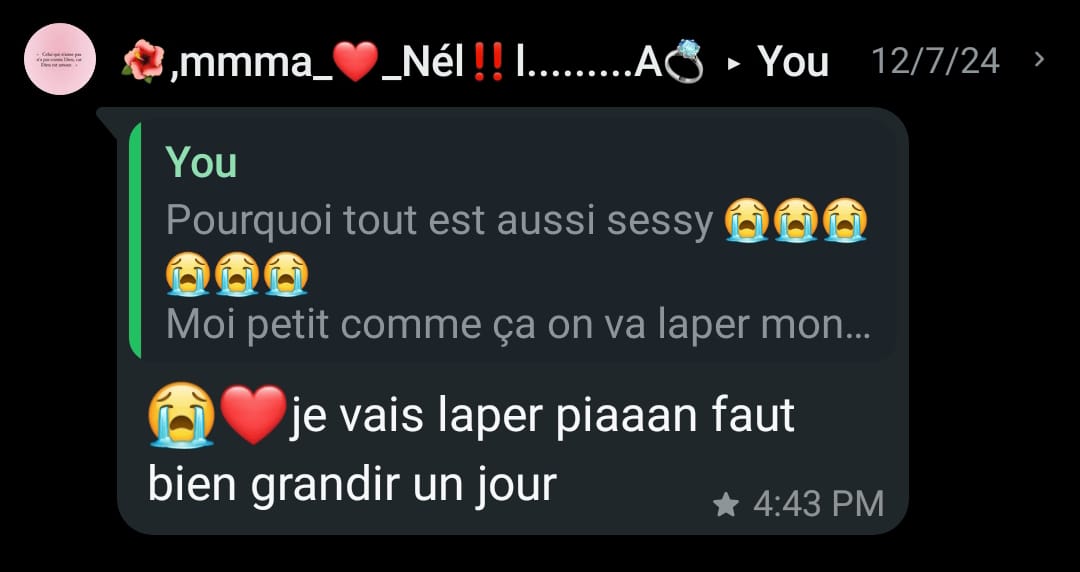 🌺,mmma_❤️_Nél‼️l.........A💍 ▸ You 12/7/24 ›
You
Pourquoi tout est aussi sessy 😭😭😭
😭😭😭
Moi petit comme ça on va laper mon...
😭❤️je vais laper piaaan faut
bien grandir un jour
★ 4:43 PM